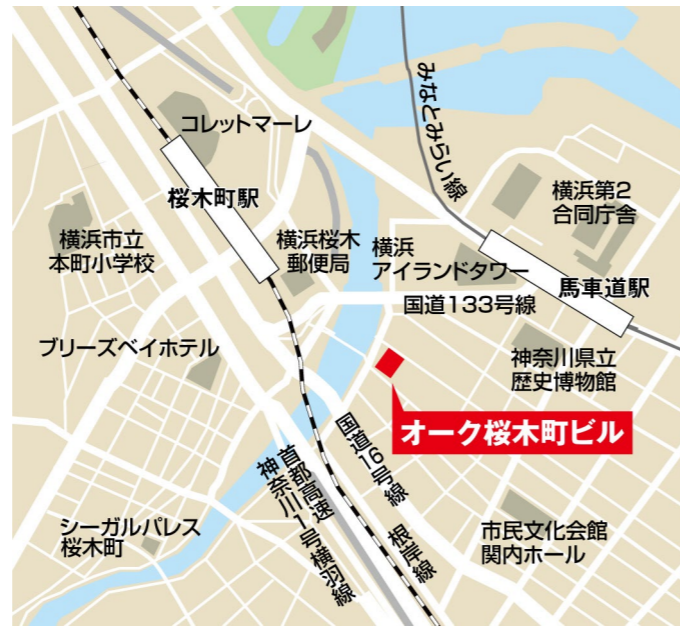 コレットマーレ
みなとみらい線
桜木町駅
横浜第2
合同庁舎
横浜市立
本町小学校
横浜桜木
郵便局
横浜
アイランドタワー
馬車道駅
国道133号線
ブリーズベイホテル
神奈川県立
歴史博物館
オーク桜木町ビル
国道16号線
首都高速
神奈川1号横羽線
根岸線
シーガルパレス
桜木町
市民文化会館
関内ホール